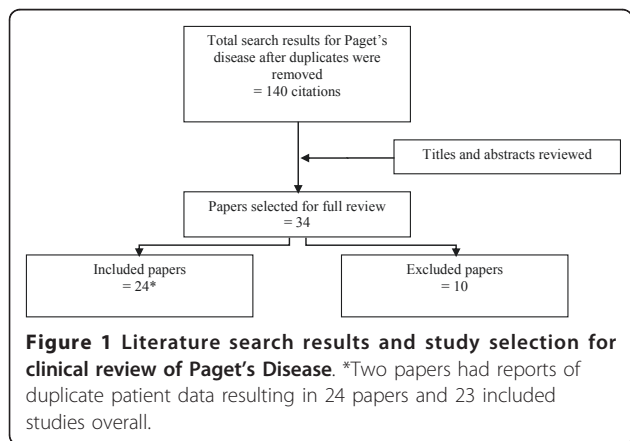 Total search results for Paget's
disease after duplicates were
removed
= 140 citations
Titles and abstracts reviewed
Papers selected for full review
= 34
Included papers
= 24*
Excluded papers
= 10
Figure 1 Literature search results and study selection for
clinical review of Paget's Disease. *Two papers had reports of
duplicate patient data resulting in 24 papers and 23 included
studies overall.